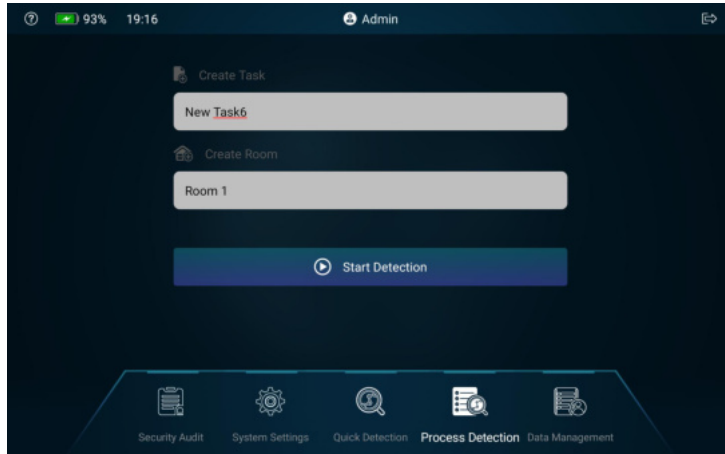 93% 19:16 Admin
Create Task
New Task6
Create Room
Room 1
Start Detection
Security Audit System Settings Quick Detection Process Detection Data Management